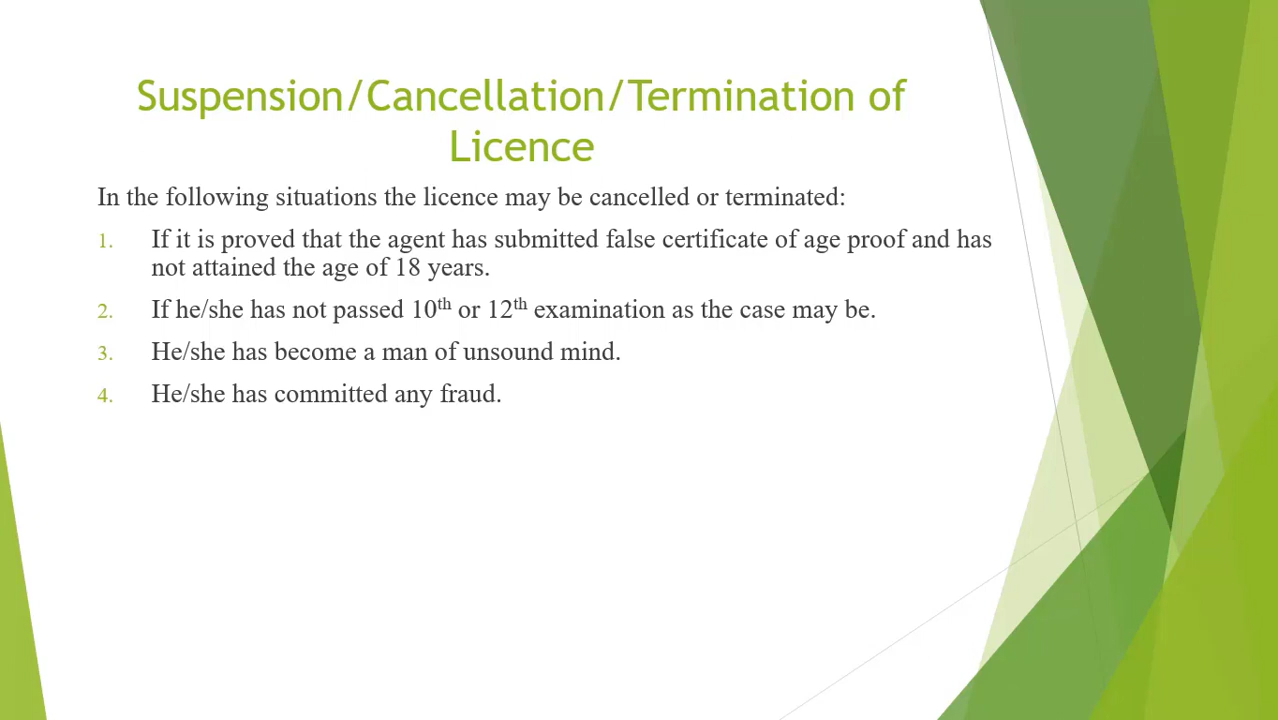 Suspension/Cancellation/Termination of
Licence
In the following situations the licence may be cancelled or terminated:
1. If it is proved that the agent has submitted false certificate of age proof and has
not attained the age of 18 years.
2. If he/she has not passed 10th or 12th examination as the case may be.
3. He/she has become a man of unsound mind.
4. He/she has committed any fraud.